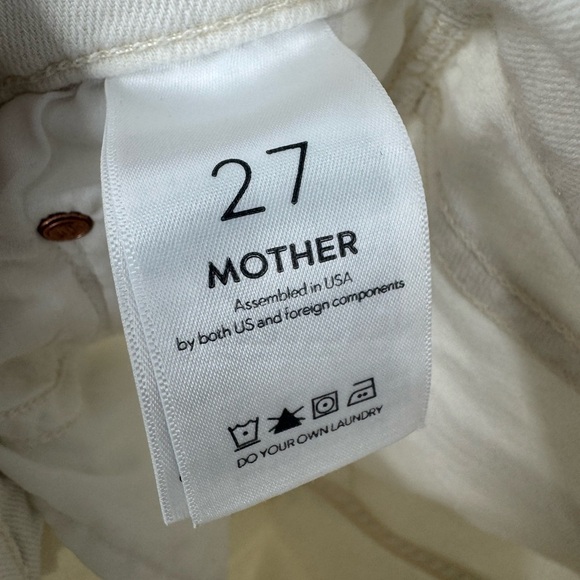 27
MOTHER
Assembled in USA
by both US and foreign components
DO YOUR OWN LAUNDRY